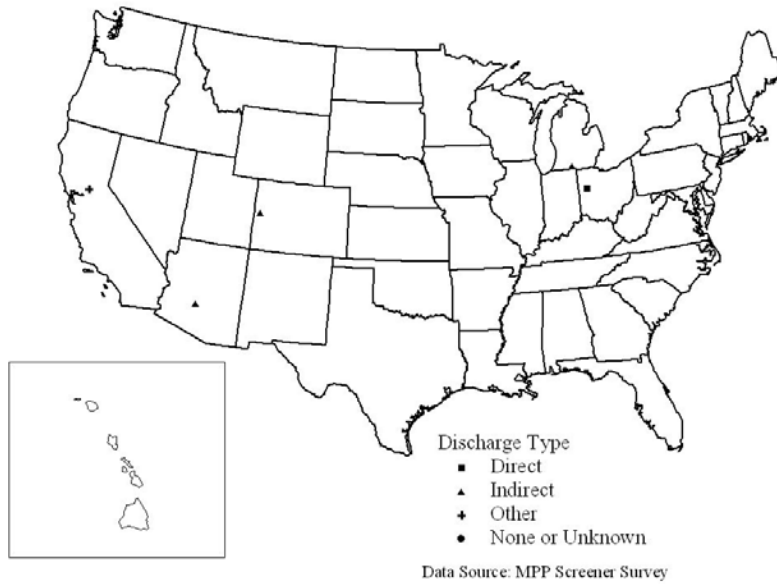 Discharge Type
Direct
Indirect
Other
None or Unknown
Data Source: MPP Screener Survey